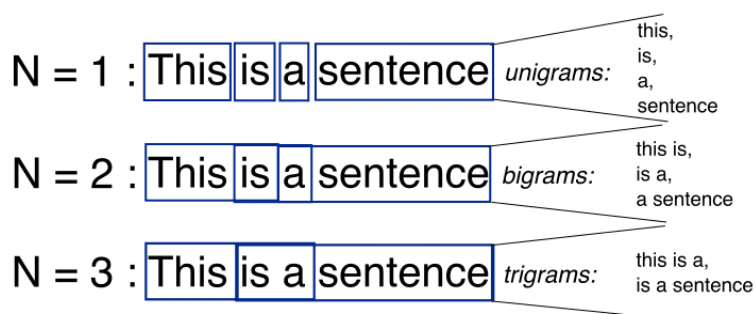 N = 1 : This is a sentence unigrams:
this,
is,
a,
sentence
N = 2 : This is a sentence bigrams:
this is,
is a,
a sentence
N = 3 : This is a sentence trigrams:
this is a,
is a sentence